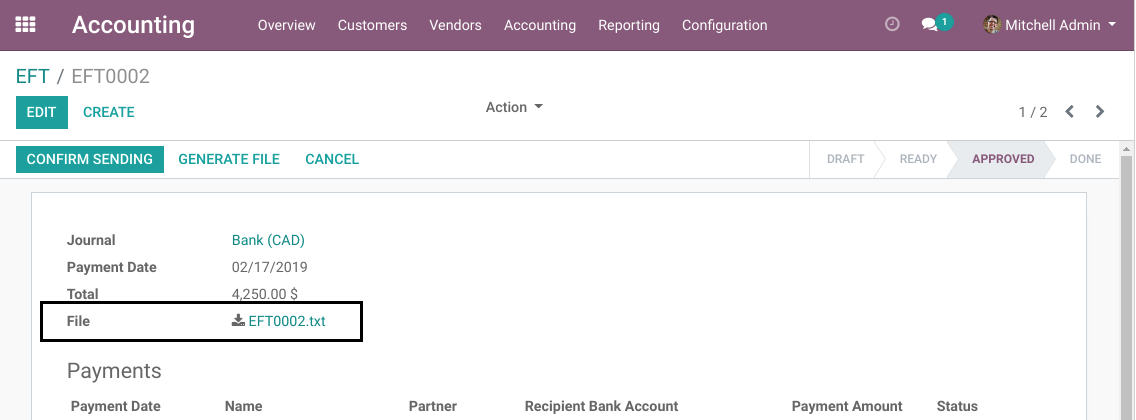 Accounting Overview Customers Vendors Accounting Reporting Configuration 1 Mitchell Admin
EFT / EFT0002
EDIT CREATE Action 1 / 2
CONFIRM SENDING GENERATE FILE CANCEL DRAFT READY APPROVED DONE
Journal Bank (CAD)
Payment Date 02/17/2019
Total 4,250.00 $
File EFT0002.txt
Payments
Payment Date Name Partner Recipient Bank Account Payment Amount Status